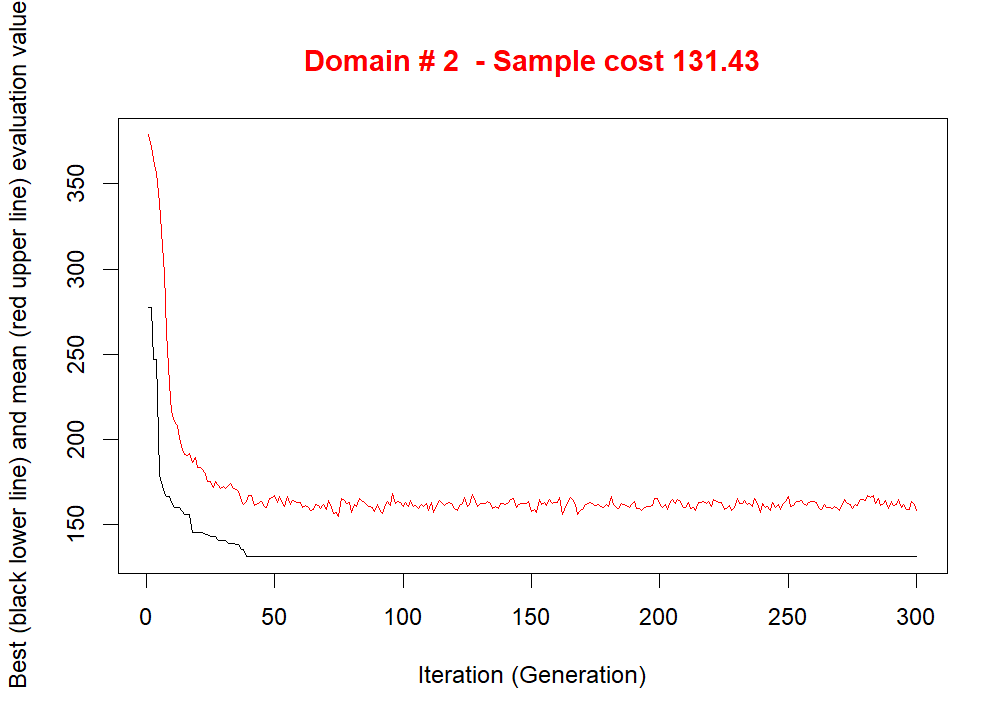 Domain # 2  - Sample cost 131.43
Best (black lower line) and mean (red upper line) evaluation value
350
300
250
200
150
0 50 100 150 200 250 300
Iteration (Generation)